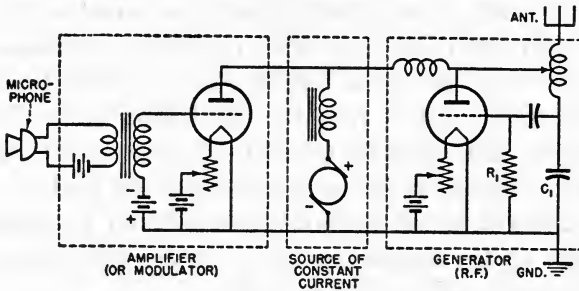 ANT.
MICRO-
PHONE
+
-
-
+
R1
C1
AMPLIFIER
(OR MODULATOR)
SOURCE OF
CONSTANT
CURRENT
GENERATOR
(R.F.)
GND.